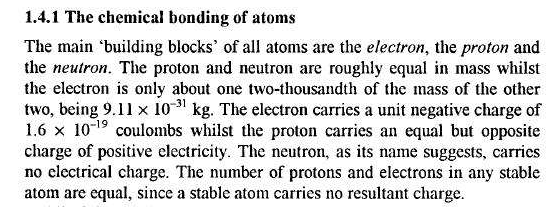 1.4.1 The chemical bonding of atoms
The main ‘building blocks’ of all atoms are the electron, the proton and
the neutron. The proton and neutron are roughly equal in mass whilst
the electron is only about one two-thousandth of the mass of the other
two, being 9.11 × 10⁻³¹ kg. The electron carries a unit negative charge of
1.6 × 10⁻¹⁹ coulombs whilst the proton carries an equal but opposite
charge of positive electricity. The neutron, as its name suggests, carries
no electrical charge. The number of protons and electrons in any stable
atom are equal, since a stable atom carries no resultant charge.